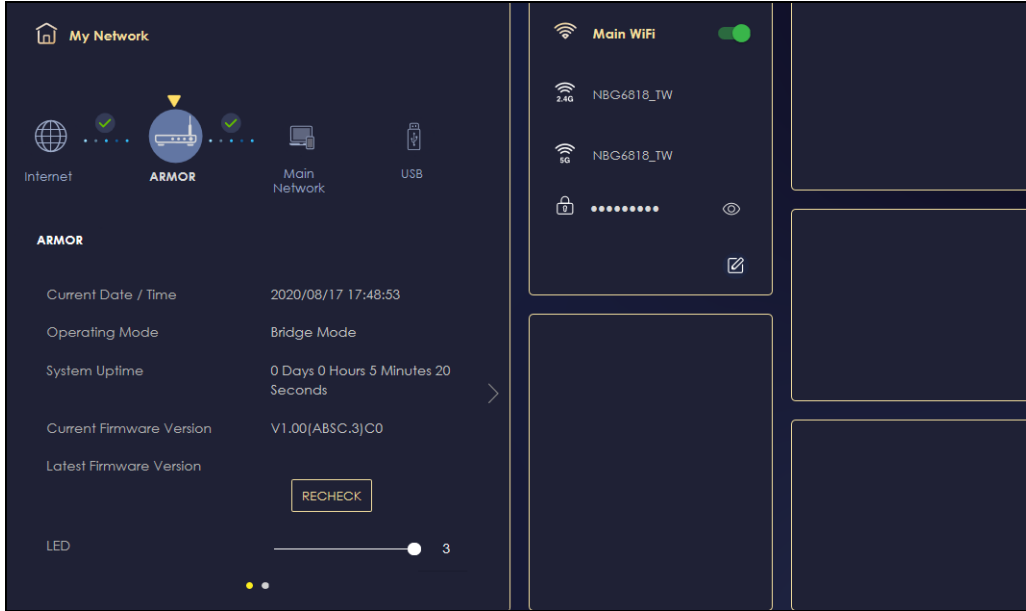 My Network
Internet
ARMOR
Main
Network
USB
ARMOR
Current Date / Time 2020/08/17 17:48:53
Operating Mode Bridge Mode
System Uptime 0 Days 0 Hours 5 Minutes 20
Seconds
Current Firmware Version V1.00(ABSC.3)C0
Latest Firmware Version
RECHECK
LED 3
Main WiFi
2.4G NBG6818_TW
5G NBG6818_TW
•••••••••